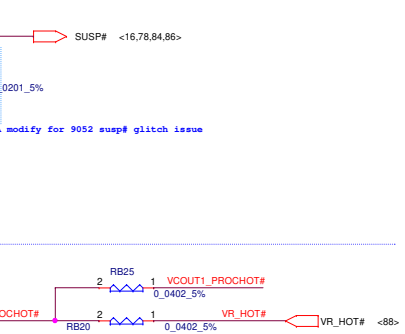 SUSP# <16,78,84,86>
0201_5%
modify for 9052 susp# glitch issue
RB25
2 1 VCOUT1_PROCHOT#
0_0402_5%
OCHOT# 2 1 VR_HOT# VR_HOT# <88>
RB20 0_0402_5%